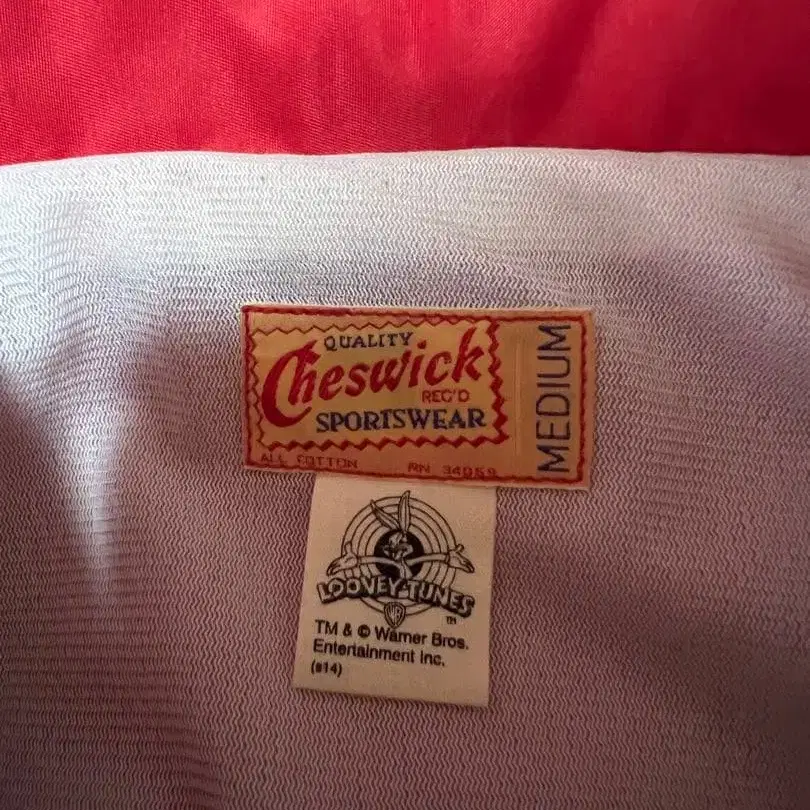 QUALITY
Cheswick
REG'D
SPORTSWEAR
ALL COTTON RN 34059
MEDIUM
LOONEY TUNES
WB
TM
TM & © Warner Bros.
Entertainment Inc.
(s14)